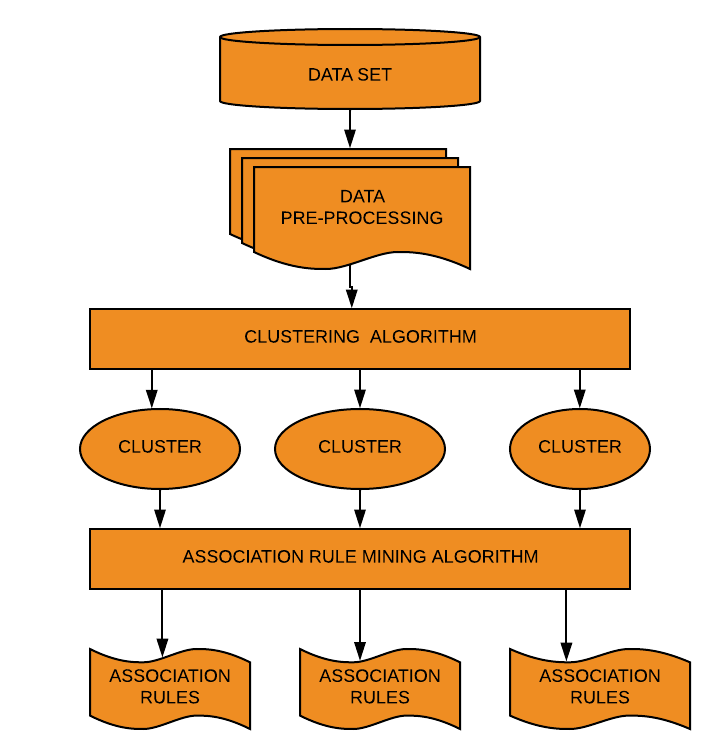 DATA SET
DATA
PRE-PROCESSING
CLUSTERING ALGORITHM
CLUSTER CLUSTER CLUSTER
ASSOCIATION RULE MINING ALGORITHM
ASSOCIATION
RULES
ASSOCIATION
RULES
ASSOCIATION
RULES